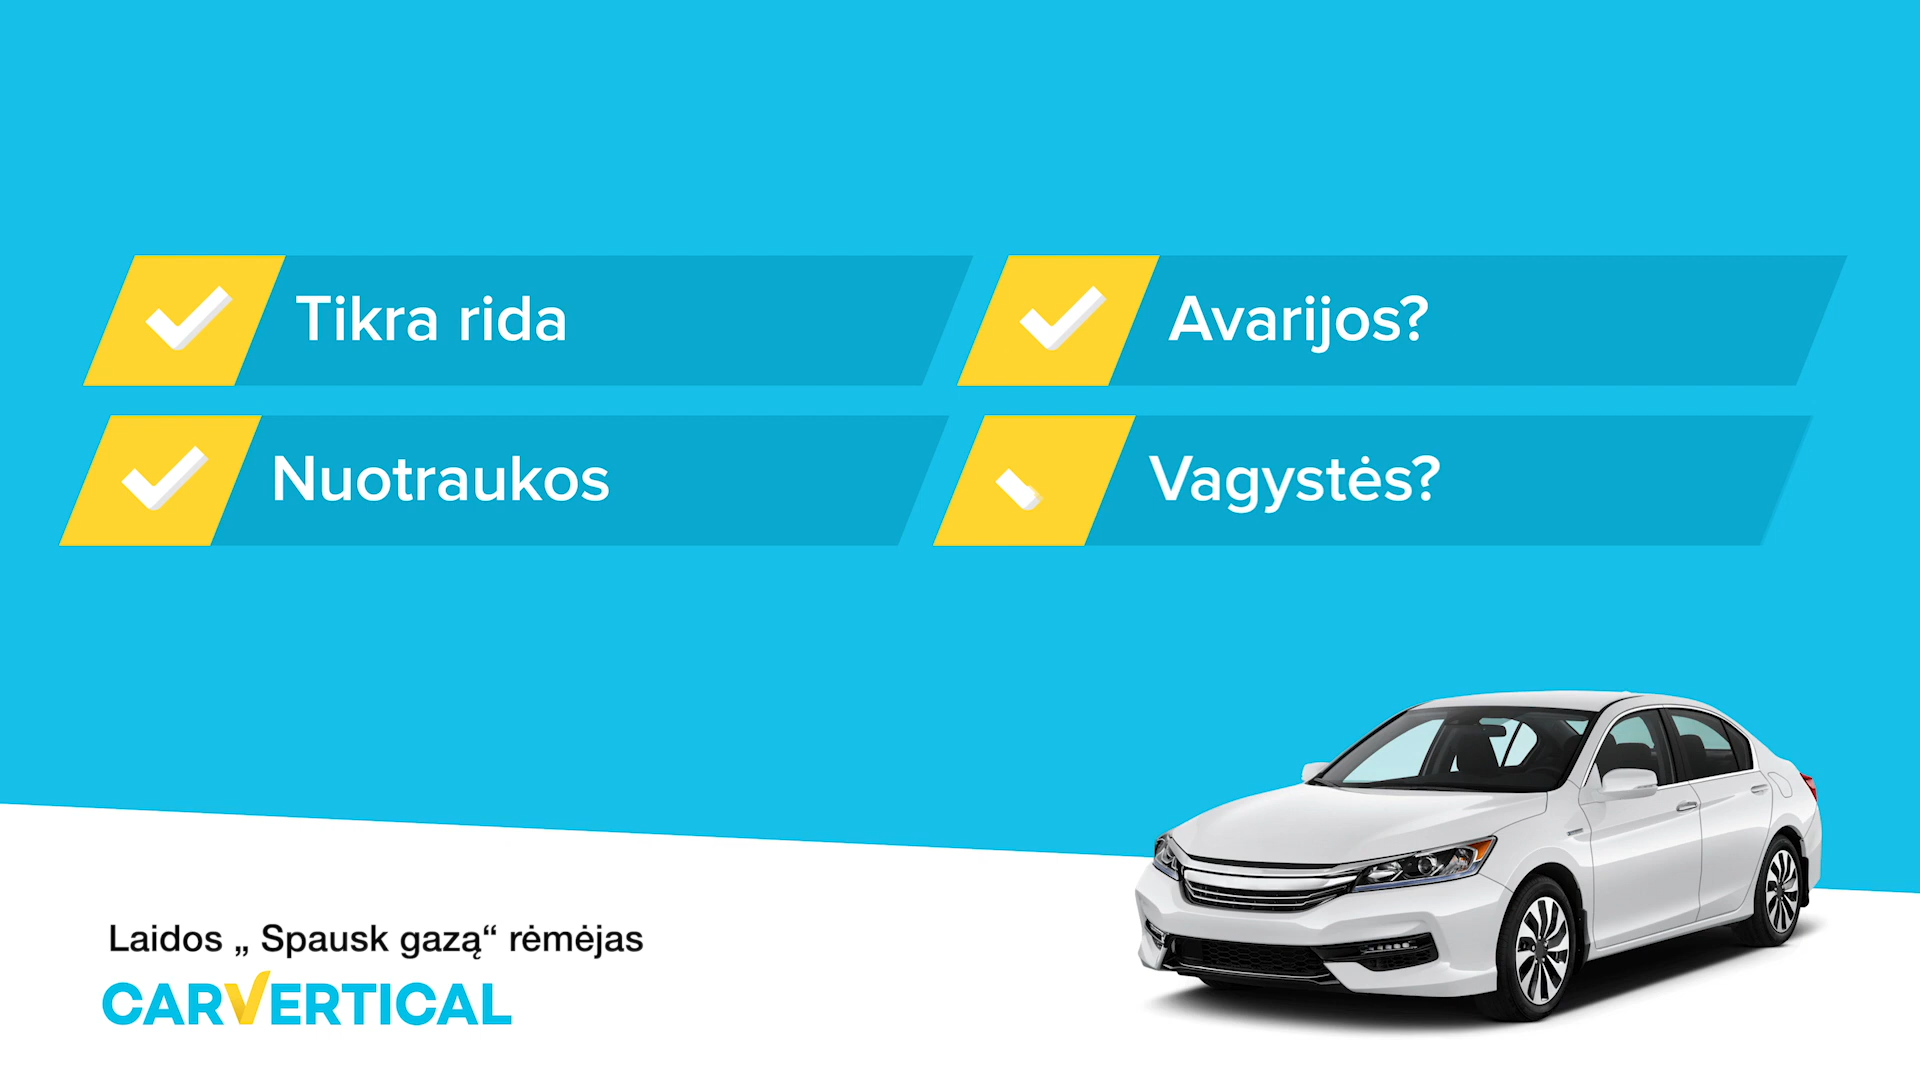 Tikra rida
Avarijos?
Nuotraukos
Vagystės?
Laidos „ Spausk gazą“ rėmėjas
CARVERTICAL